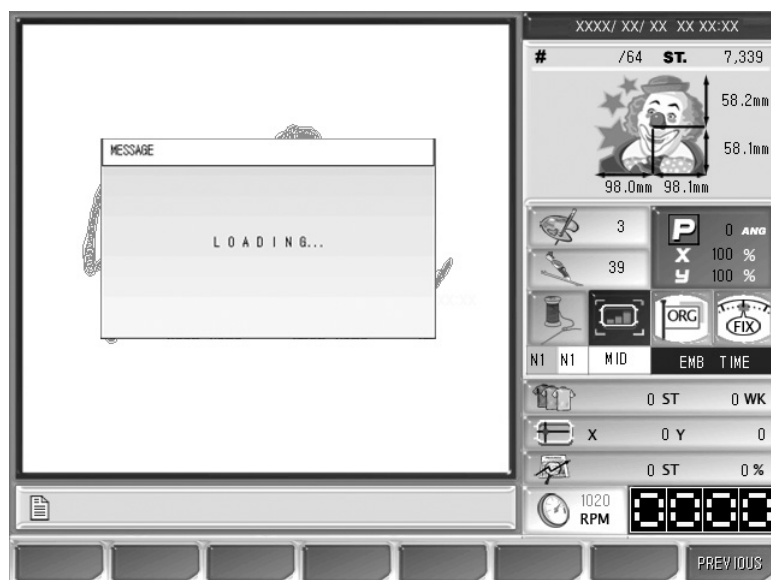 XXXX/ XX/ XX XX XX:XX
# /64 ST. 7,339
58.2mm
58.1mm
98.0mm 98.1mm
MESSAGE
LOADING...
3
P 0 ANG
X 100 %
39
Y 100 %
ORG
FIX
N1 N1 MID EMB TIME
0 ST 0 WK
X 0 Y 0
0 ST 0 %
1020
RPM
0000
PREVIOUS